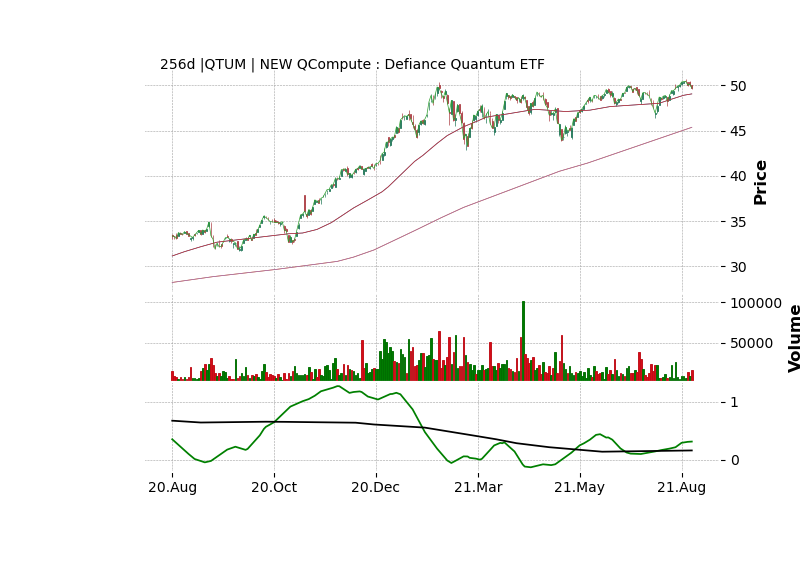 256d |QTUM | NEW QCompute : Defiance Quantum ETF
50
45
40
35
30
Price
100000
50000
Volume
1
0
20.Aug 20.Oct 20.Dec 21.Mar 21.May 21.Aug